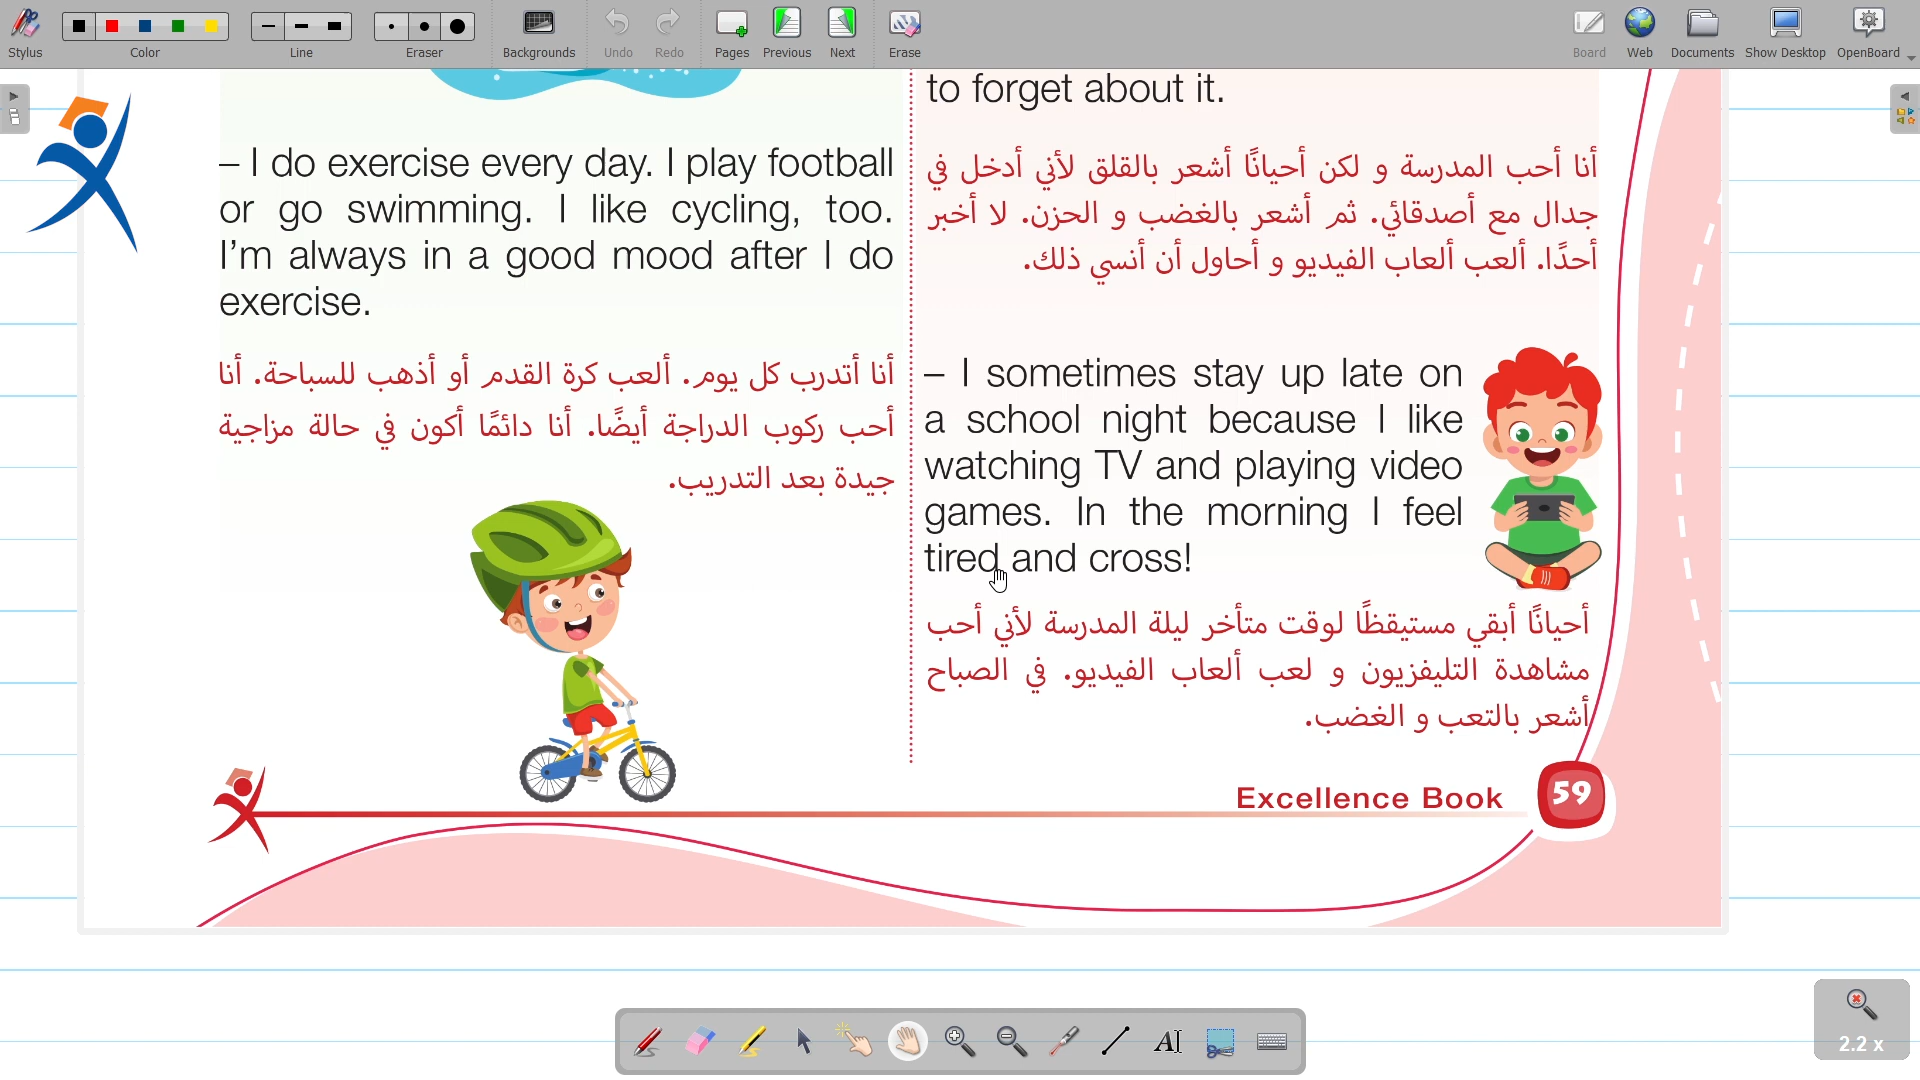 Stylus
Color
Line
Eraser
Backgrounds
Undo
Redo
Pages
Previous
Next
Erase
Board
Web
Documents
Show Desktop
OpenBoard
– I do exercise every day. I play football
or go swimming. I like cycling, too.
I'm always in a good mood after I do
exercise.
أنا أتدرب كل يوم. ألعب كرة القدم أو أذهب للسباحة. أنا
أحب ركوب الدراجة أيضًا. أنا دائمًا أكون في حالة مزاجية
جيدة بعد التدريب.
to forget about it.
أنا أحب المدرسة و لكن أحيانًا أشعر بالقلق لأني أدخل في
جدال مع أصدقائي. ثم أشعر بالغضب و الحزن. لا أخبر
أحدًا. ألعب ألعاب الفيديو و أحاول أن أنسي ذلك.
– I sometimes stay up late on
a school night because I like
watching TV and playing video
games. In the morning I feel
tired and cross!
أحيانًا أبقي مستيقظًا لوقت متأخر ليلة المدرسة لأني أحب
مشاهدة التليفزيون و لعب ألعاب الفيديو. في الصباح
أشعر بالتعب و الغضب.
Excellence Book
59
2.2 x